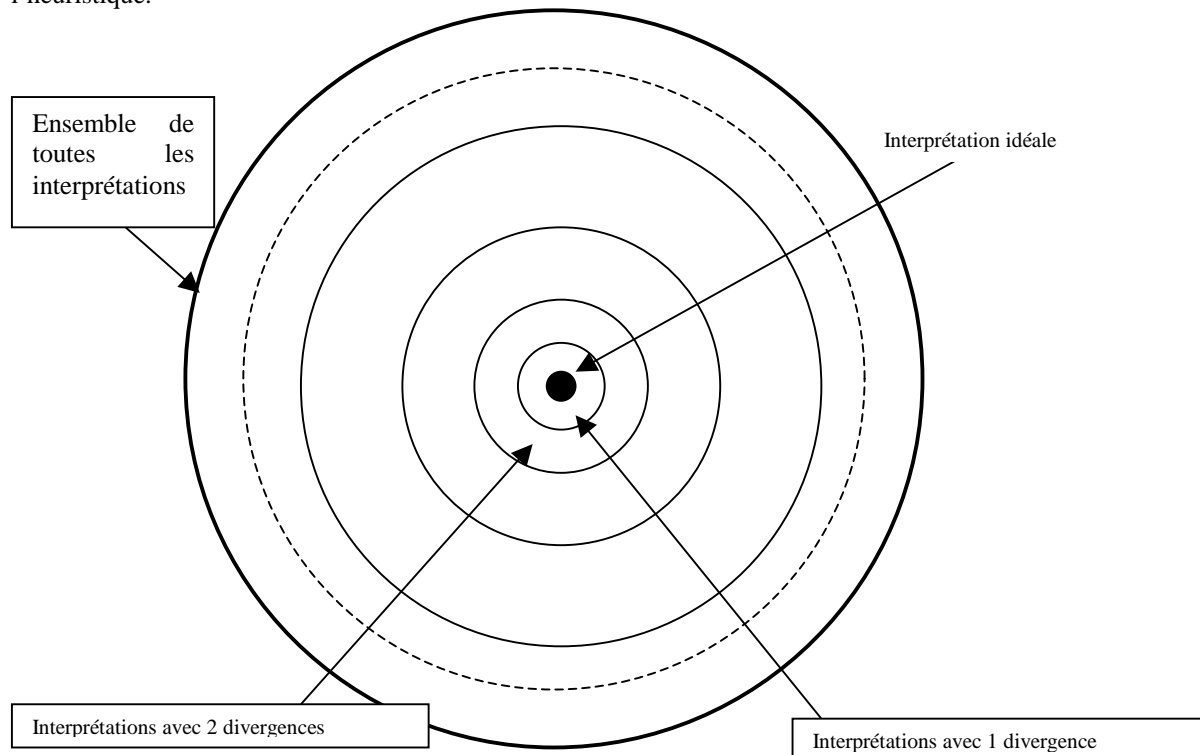 l'heuristique.
Ensemble de
toutes les
interprétations
Interprétation idéale
Interprétations avec 2 divergences
Interprétations avec 1 divergence